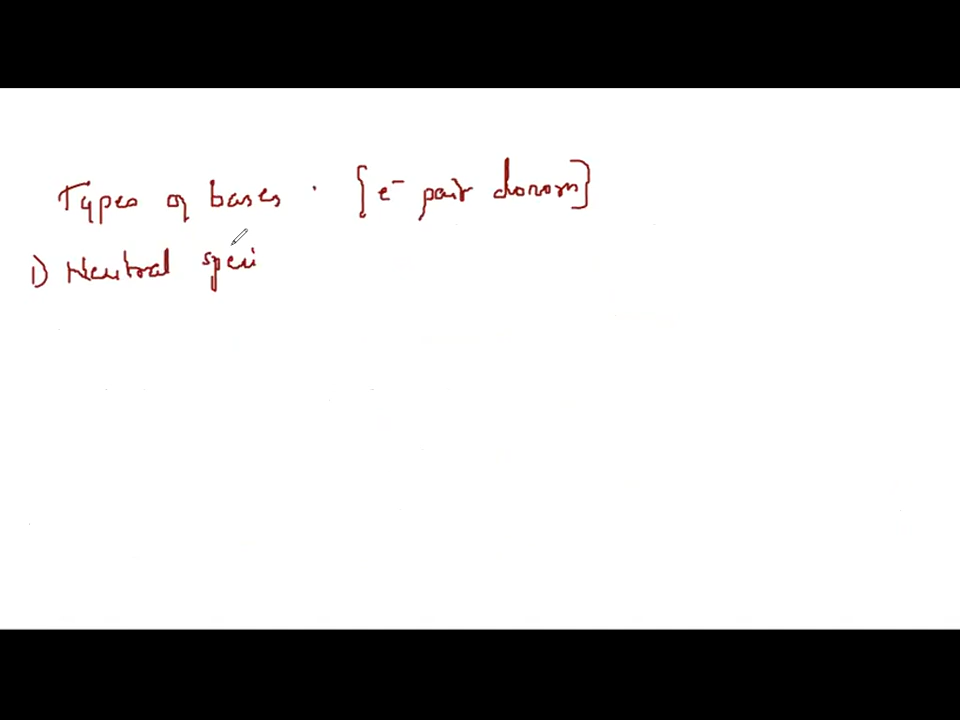 Types of bases . {e⁻ pair donors}
1) Neutral speci